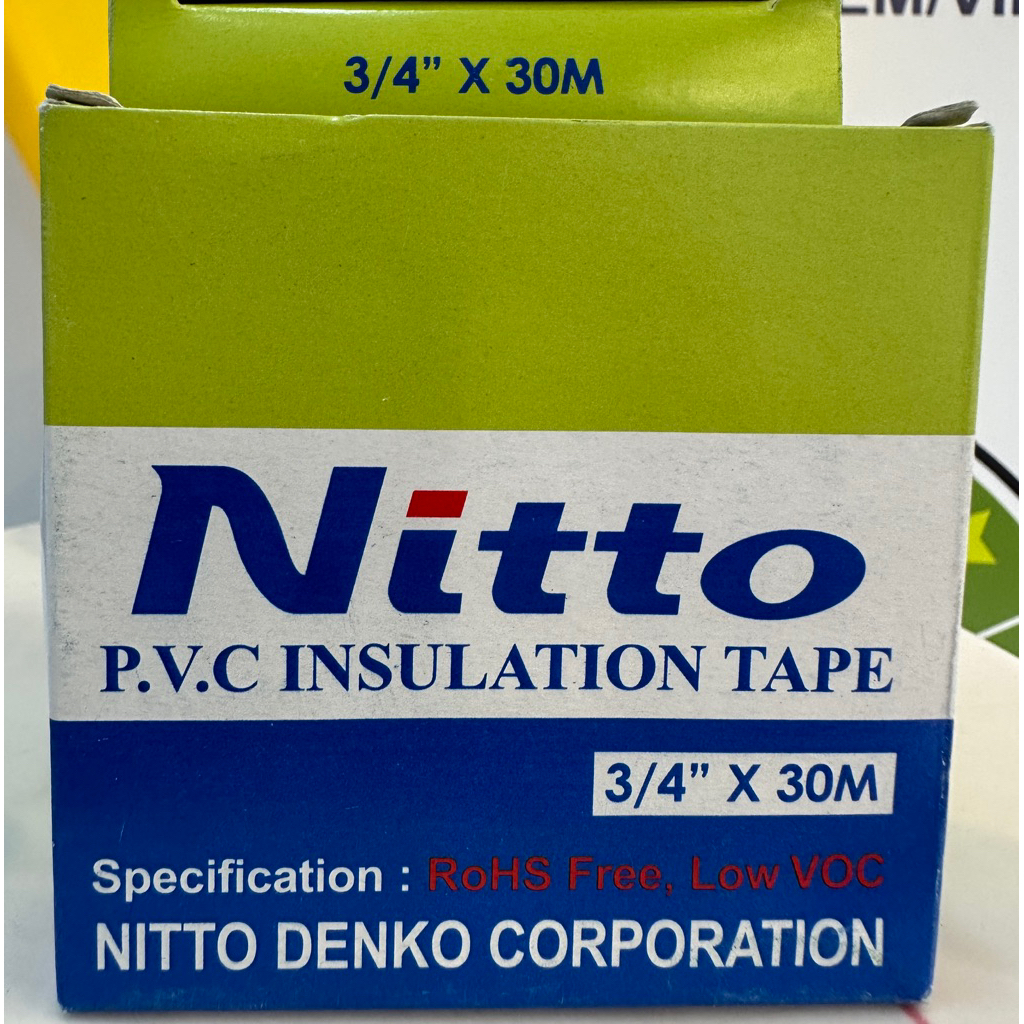 3/4” X 30M
Nitto
P.V.C INSULATION TAPE
3/4” X 30M
Specification : RoHS Free, Low VOC
NITTO DENKO CORPORATION